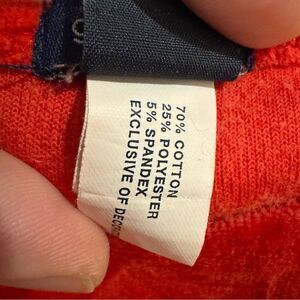 70% COTTON
25% POLYESTER
5% SPANDEX
EXCLUSIVE OF